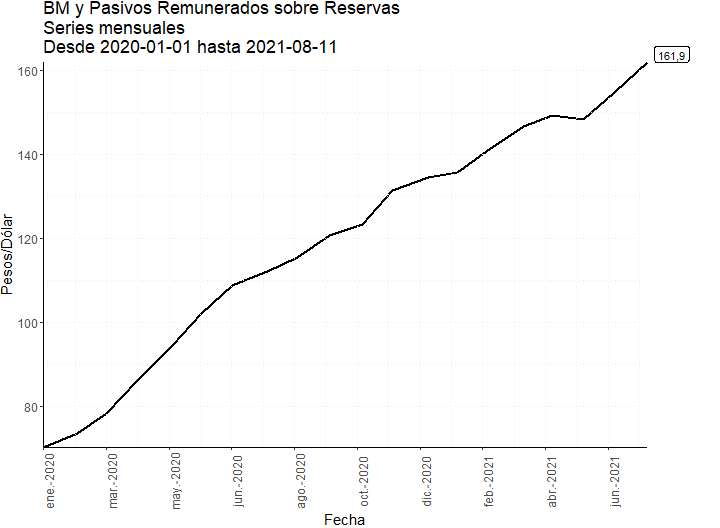 BM y Pasivos Remunerados sobre Reservas
Series mensuales
Desde 2020-01-01 hasta 2021-08-11
161,9
160
140
120
100
80
Pesos/Dólar
ene.-2020
mar.-2020
may.-2020
jun.-2020
ago.-2020
oct.-2020
dic.-2020
feb.-2021
abr.-2021
jun.-2021
Fecha